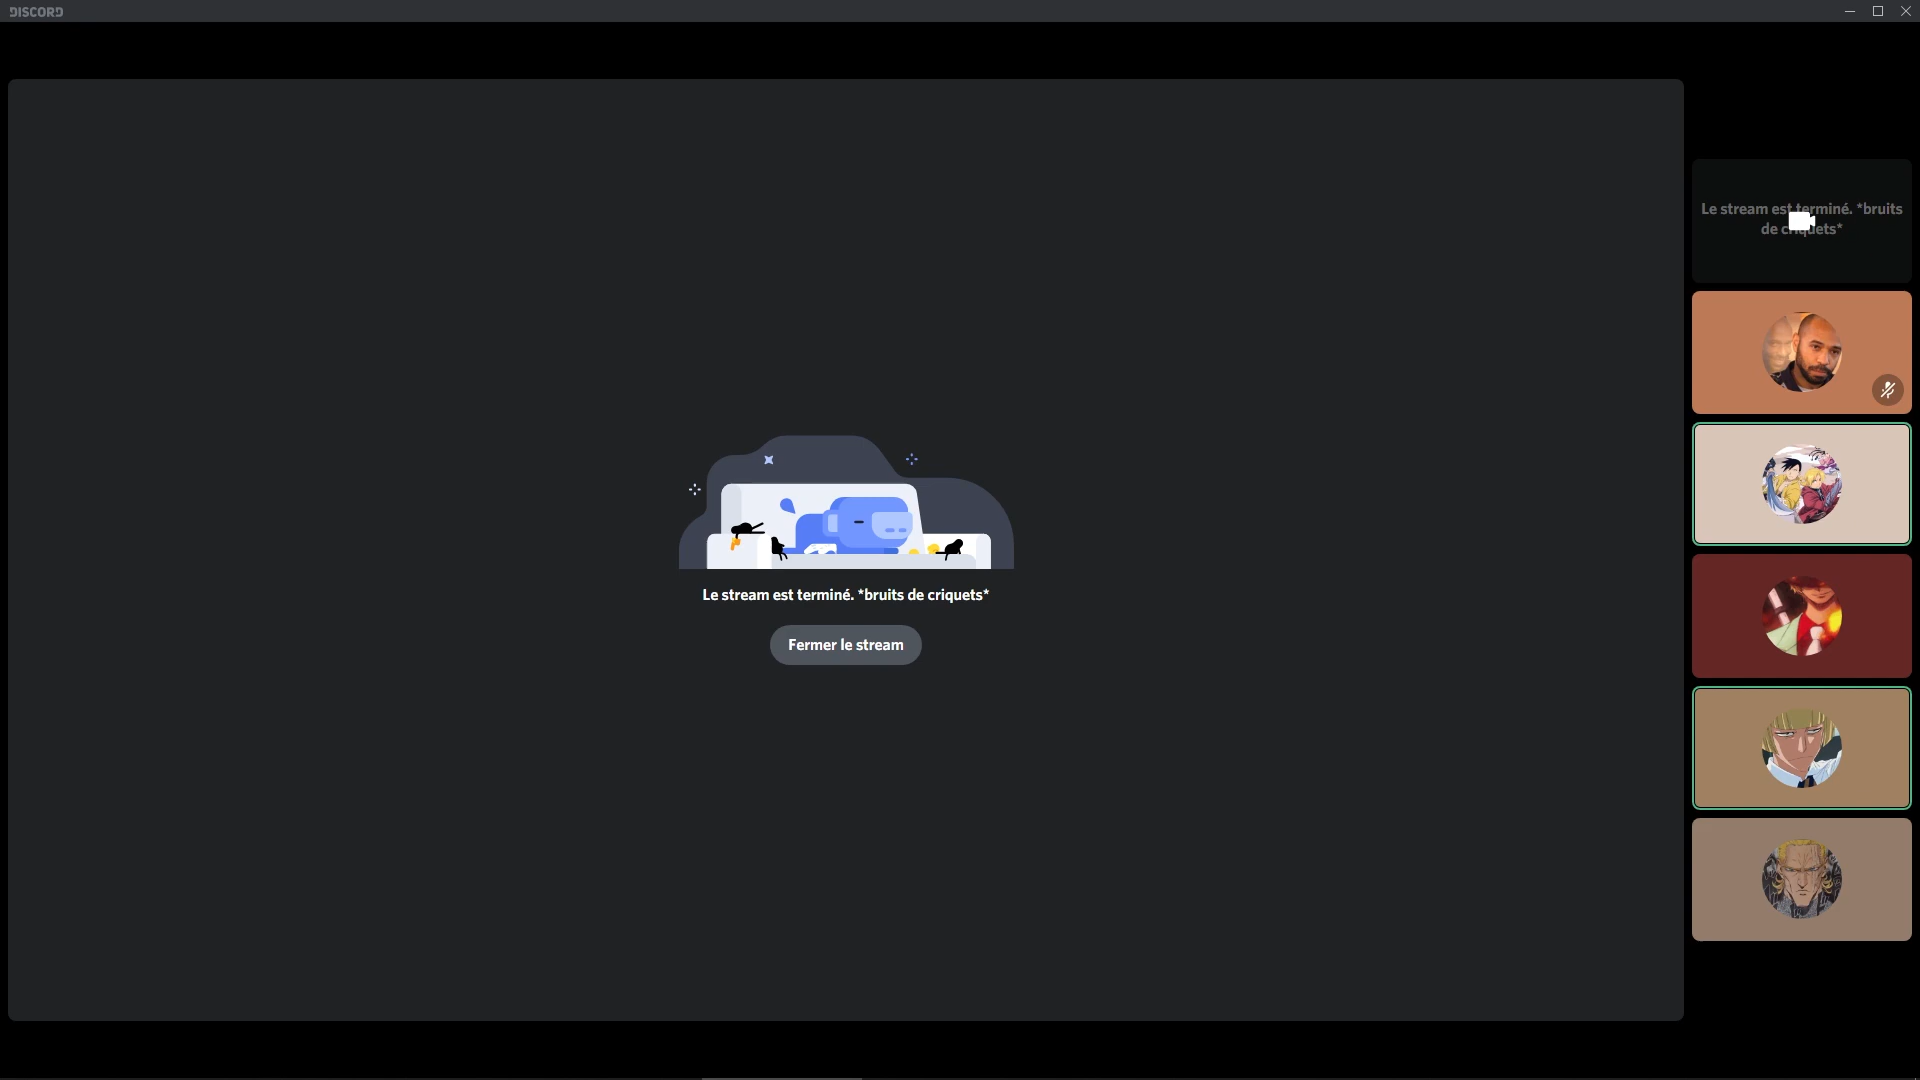 DISCORD
Le stream est terminé. *bruits
de criquets*
Le stream est terminé. *bruits de criquets*
Fermer le stream